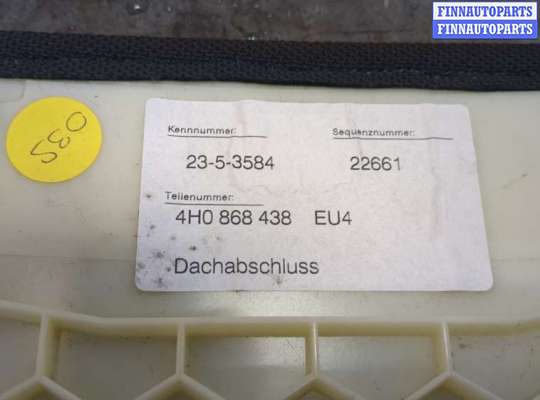 FINNAUTOPARTS
FINNAUTOPARTS
Kennnummer:
Sequenznummer:
23-5-3584
22661
Teilenummer:
4H0 868 438 EU4
Dachabschluss